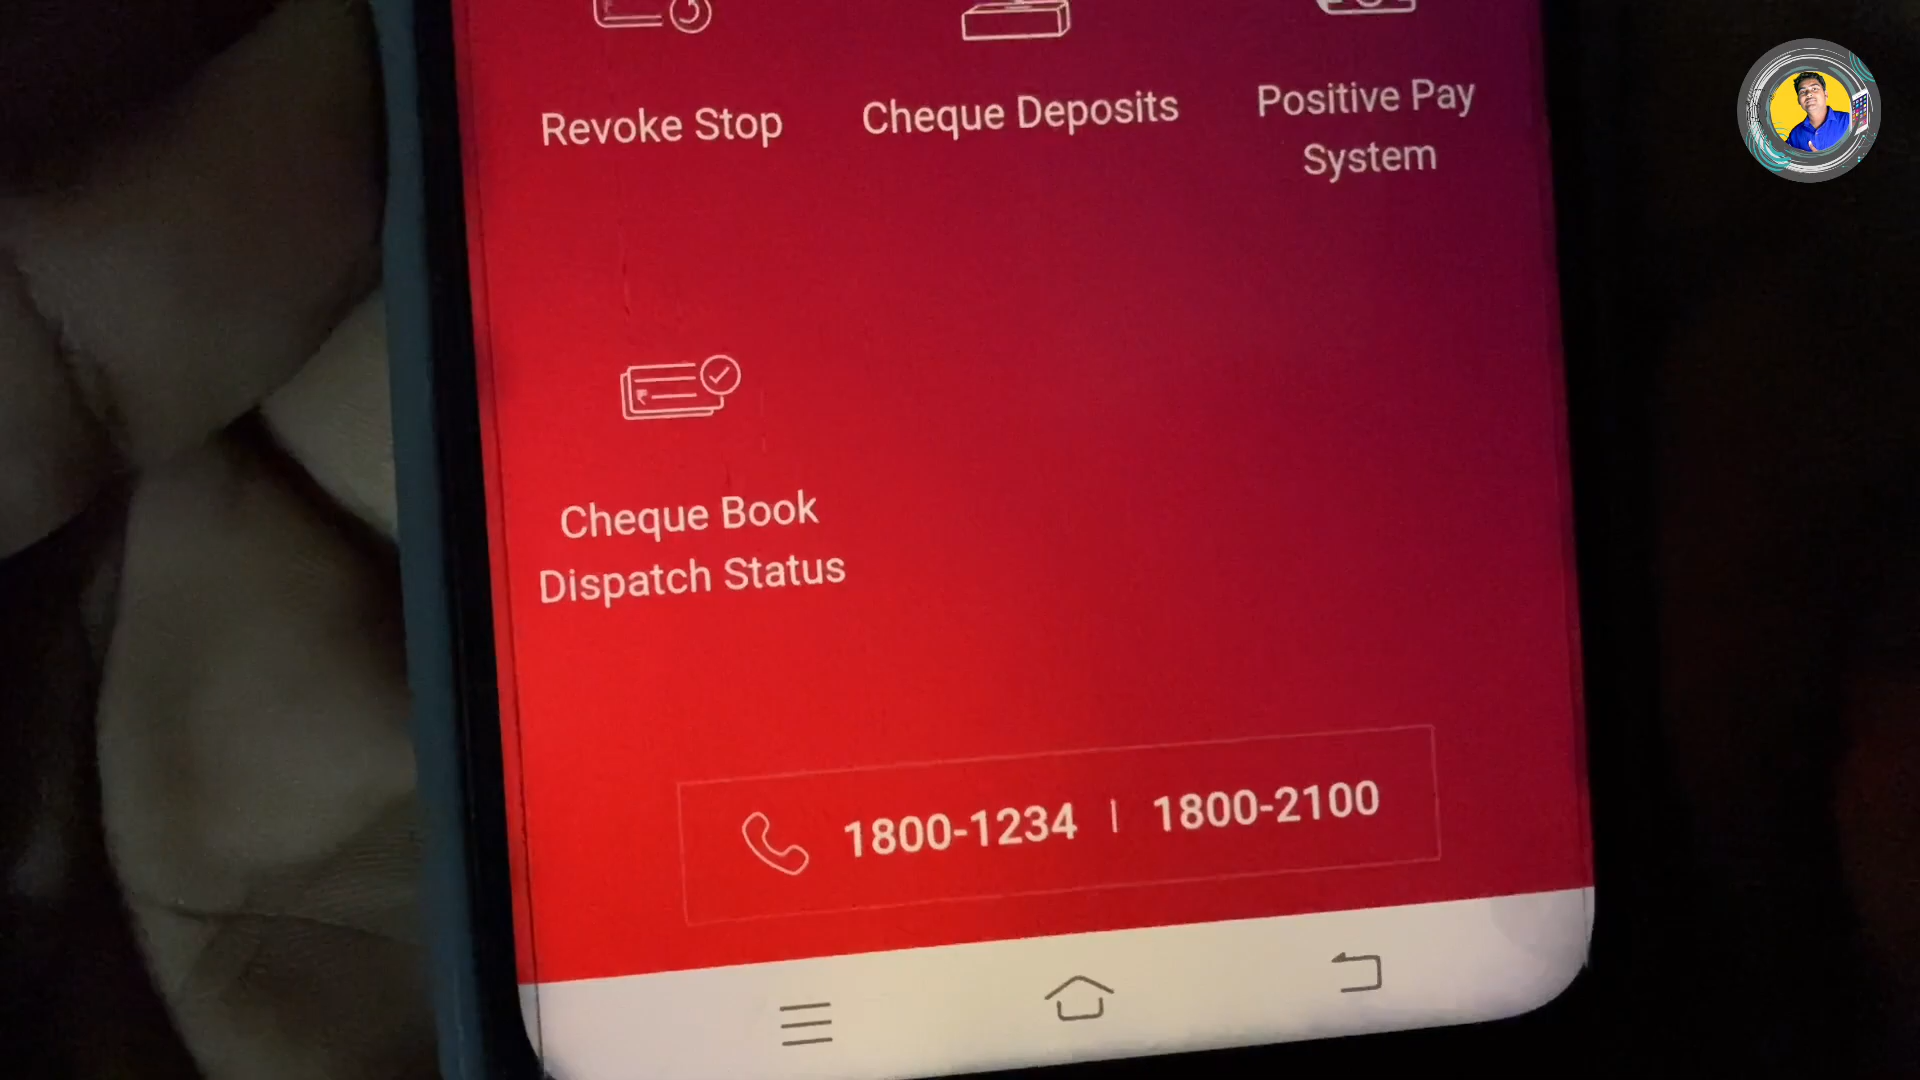 Revoke Stop
Cheque Deposits
Positive Pay
System
Cheque Book
Dispatch Status
1800-1234 | 1800-2100